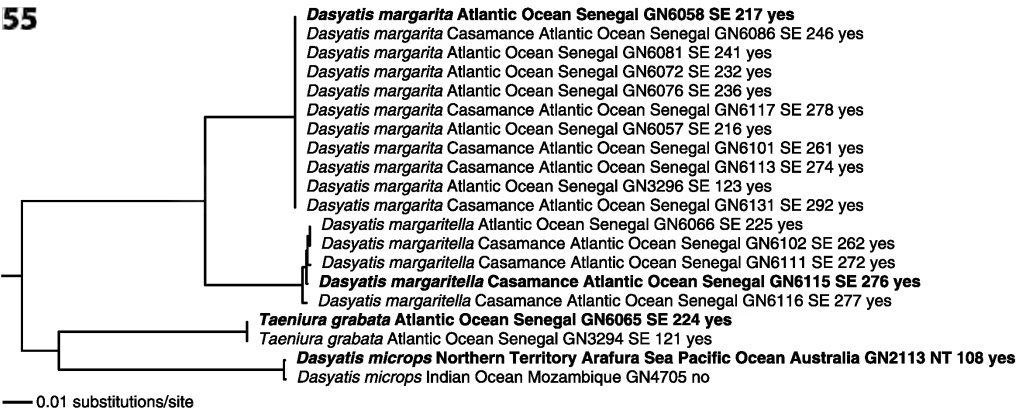 55
Dasyatis margarita Atlantic Ocean Senegal GN6058 SE 217 yes
Dasyatis margarita Casamance Atlantic Ocean Senegal GN6086 SE 246 yes
Dasyatis margarita Atlantic Ocean Senegal GN6081 SE 241 yes
Dasyatis margarita Atlantic Ocean Senegal GN6072 SE 232 yes
Dasyatis margarita Atlantic Ocean Senegal GN6076 SE 236 yes
Dasyatis margarita Casamance Atlantic Ocean Senegal GN6117 SE 278 yes
Dasyatis margarita Atlantic Ocean Senegal GN6057 SE 216 yes
Dasyatis margarita Casamance Atlantic Ocean Senegal GN6101 SE 261 yes
Dasyatis margarita Casamance Atlantic Ocean Senegal GN6113 SE 274 yes
Dasyatis margarita Atlantic Ocean Senegal GN3296 SE 123 yes
Dasyatis margarita Casamance Atlantic Ocean Senegal GN6131 SE 292 yes
Dasyatis margaritella Atlantic Ocean Senegal GN6066 SE 225 yes
Dasyatis margaritella Casamance Atlantic Ocean Senegal GN6102 SE 262 yes
Dasyatis margaritella Casamance Atlantic Ocean Senegal GN6111 SE 272 yes
Dasyatis margaritella Casamance Atlantic Ocean Senegal GN6115 SE 276 yes
Dasyatis margaritella Casamance Atlantic Ocean Senegal GN6116 SE 277 yes
Taeniura grabata Atlantic Ocean Senegal GN6065 SE 224 yes
Taeniura grabata Atlantic Ocean Senegal GN3294 SE 121 yes
Dasyatis microps Northern Territory Arafura Sea Pacific Ocean Australia GN2113 NT 108 yes
Dasyatis microps Indian Ocean Mozambique GN4705 no
0.01 substitutions/site